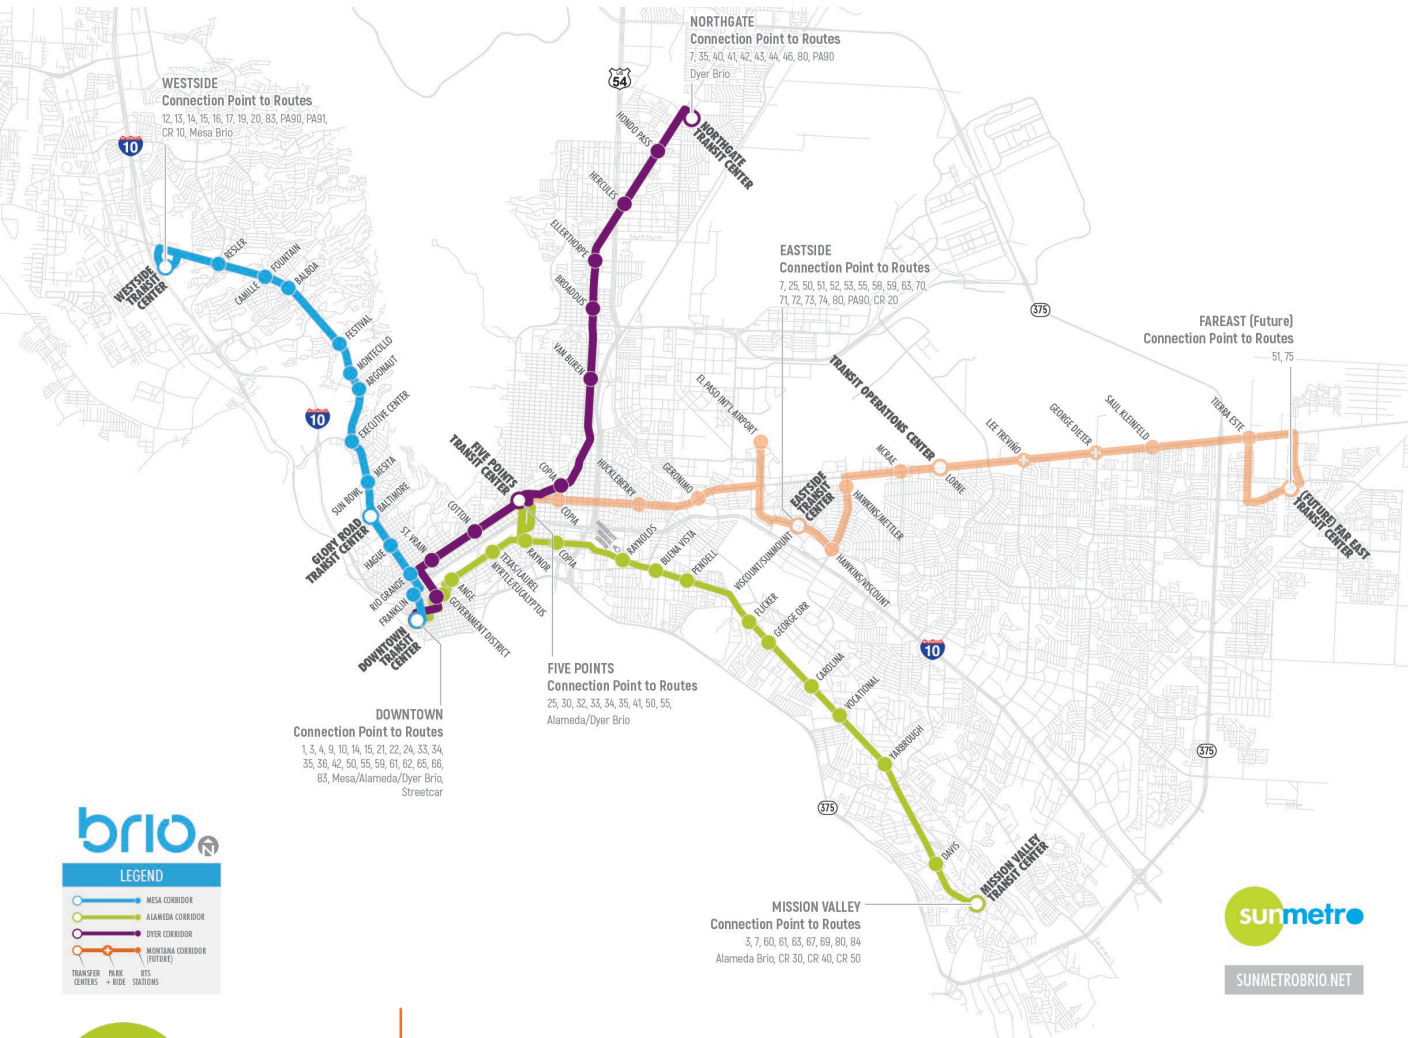 NORTHGATE
Connection Point to Routes
7, 35, 40, 41, 42, 43, 44, 46, 80, PA90
Dyer Brio
US
54
WESTSIDE
Connection Point to Routes
12, 13, 14, 15, 16, 17, 19, 20, 83, PA90, PA91,
CR 10, Mesa Brio
10
NORTHGATE
TRANSIT CENTER
HONDO PASS
HERCULES
ELLERTHORPE
BROADDUS
VAN BUREN
WESTSIDE
TRANSIT
CENTER
RESLER
CAMILLE
FOUNTAIN
BALBOA
FESTIVAL
MONTECILLO
ARGONAUT
EXECUTIVE CENTER
10
MESITA
SUN BOWL
BALTIMORE
GLORY ROAD
TRANSIT CENTER
HAGUE
RIO GRANDE
FRANKLIN
DOWNTOWN
TRANSIT
CENTER
ST. VRAIN
COTTON
FIVE POINTS
TRANSIT
CENTER
COPIA
GOVERNMENT DISTRICT
ANGE
MYRTLE/EUCALYPTUS
TEXAS/LAUREL
RAYNOR
COPIA
RAYNOLDS
BUENA VISTA
PENDELL
FLICKER
GEORGE ORR
CAROLINA
VOCATIONAL
YARBROUGH
DAVIS
MISSION VALLEY
TRANSIT CENTER
COPIA
HUCKLEBERRY
GERONIMO
EL PASO INT'L AIRPORT
EASTSIDE
Connection Point to Routes
7, 25, 50, 51, 52, 53, 55, 58, 59, 63, 70,
71, 72, 73, 74, 80, PA90, CR 20
VISCOUNT/SUNMOUNT
EASTSIDE
TRANSIT
CENTER
HAWKINS/VISCOUNT
HAWKINS/METTLER
MCRAE
TRANSIT OPERATIONS CENTER
LORNE
LEE TREVIÑO
GEORGE DIETER
SAUL KLEINFELD
TIERRA ESTE
375
FAREAST (Future)
Connection Point to Routes
51, 75
(FUTURE) FAR EAST
TRANSIT CENTER
10
375
375
FIVE POINTS
Connection Point to Routes
25, 30, 32, 33, 34, 35, 41, 50, 55,
Alameda/Dyer Brio
DOWNTOWN
Connection Point to Routes
1, 3, 4, 9, 10, 14, 15, 21, 22, 24, 33, 34,
35, 36, 42, 50, 55, 59, 61, 62, 65, 66,
83, Mesa/Alameda/Dyer Brio,
Streetcar
MISSION VALLEY
Connection Point to Routes
3, 7, 60, 61, 63, 67, 69, 80, 84
Alameda Brio, CR 30, CR 40, CR 50
brio
N
LEGEND
MESA CORRIDOR
ALAMEDA CORRIDOR
DYER CORRIDOR
MONTANA CORRIDOR
(FUTURE)
TRANSFER
CENTERS
PARK
+ RIDE
RTS
STATIONS
sunmetro
SUNMETROBRIO.NET